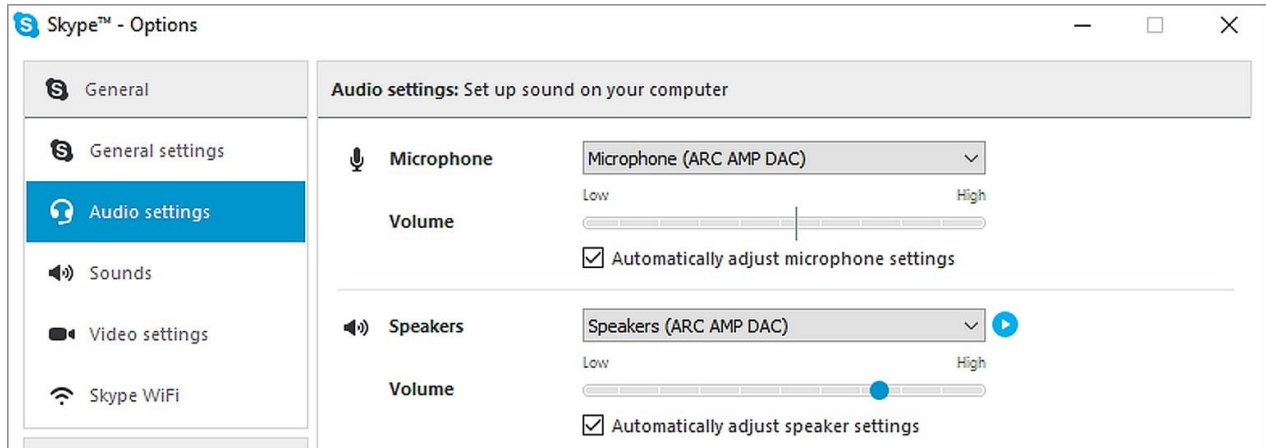 Skype™ - Options
General
General settings
Audio settings
Sounds
Video settings
Skype WiFi
Audio settings: Set up sound on your computer
Microphone
Microphone (ARC AMP DAC)
Low High
Volume
Automatically adjust microphone settings
Speakers
Speakers (ARC AMP DAC)
Low High
Volume
Automatically adjust speaker settings